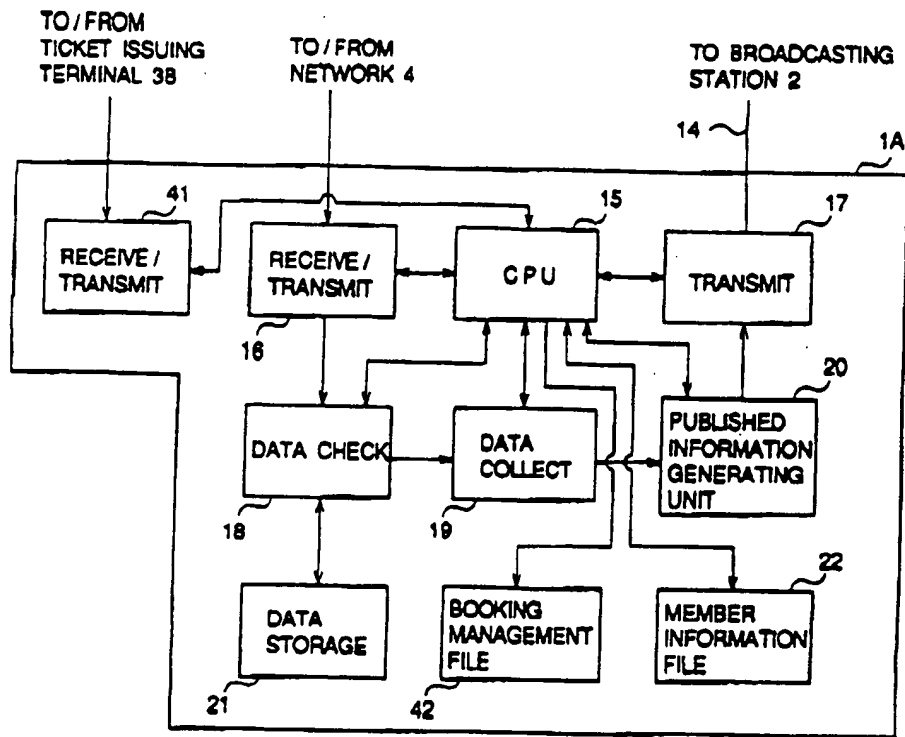 TO/FROM
TICKET ISSUING
TERMINAL 38
TO/FROM
NETWORK 4
TO BROADCASTING
STATION 2
14
1A
41
RECEIVE/
TRANSMIT
RECEIVE/
TRANSMIT
16
15
CPU
17
TRANSMIT
DATA CHECK
18
DATA
COLLECT
19
20
PUBLISHED
INFORMATION
GENERATING
UNIT
DATA
STORAGE
21
BOOKING
MANAGEMENT
FILE
42
22
MEMBER
INFORMATION
FILE